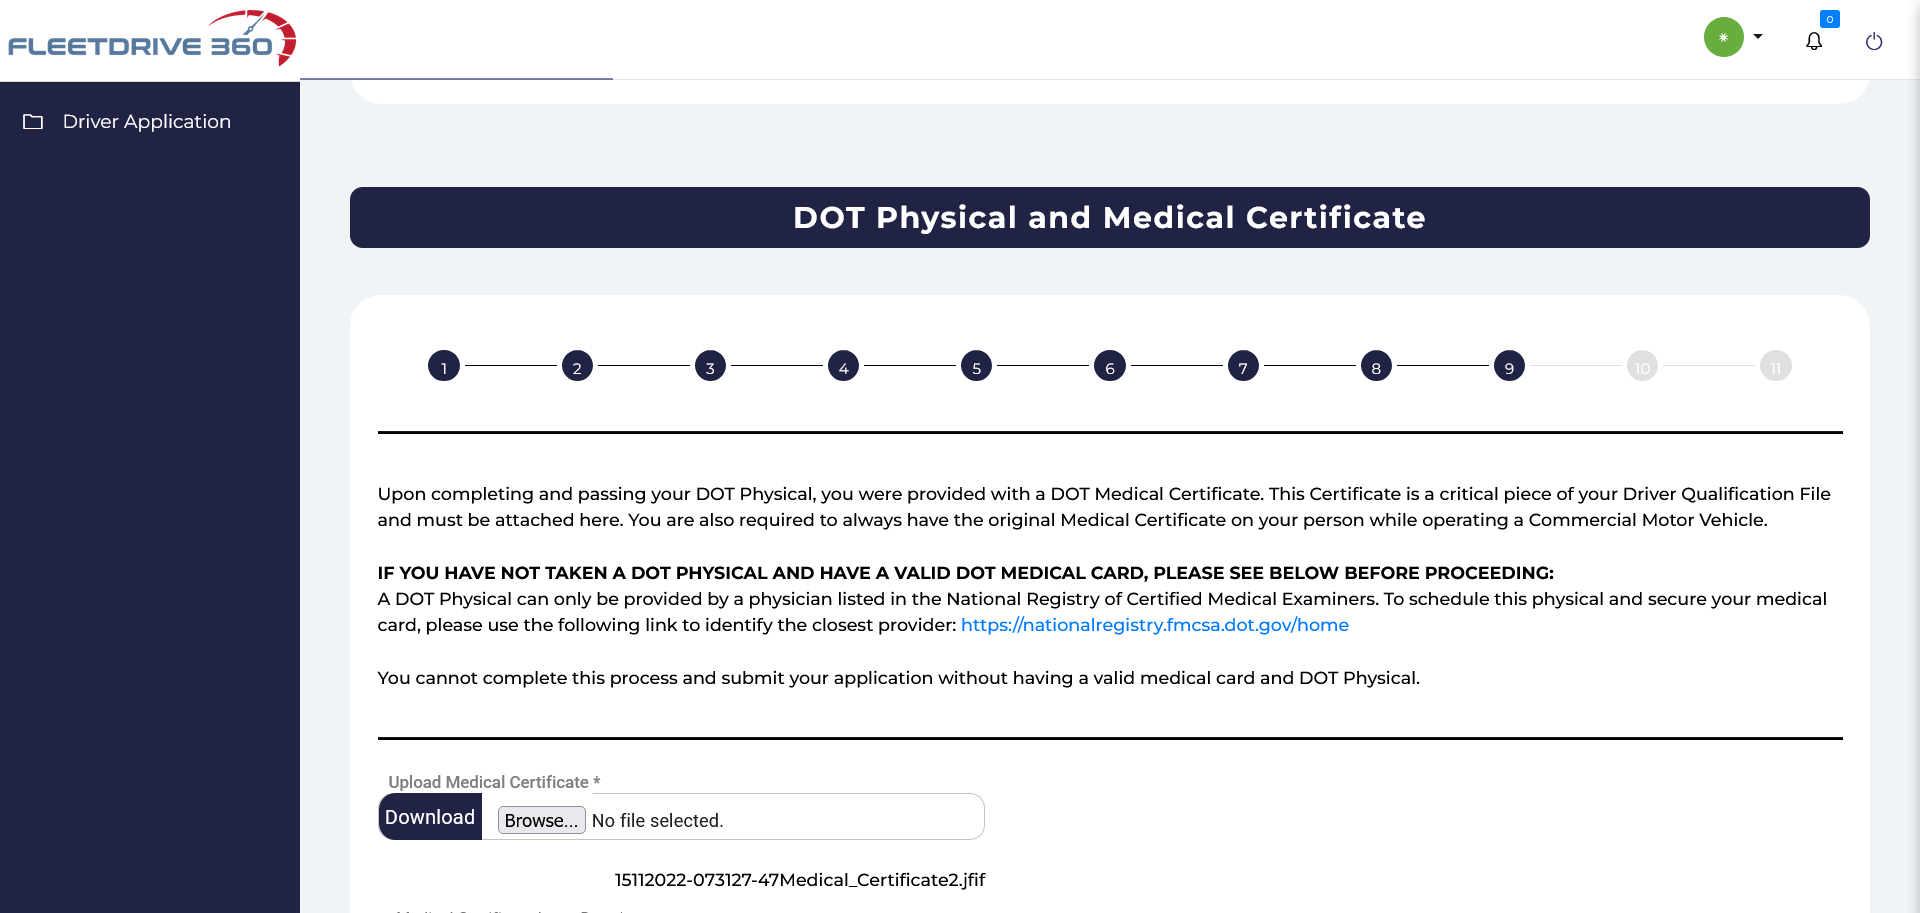 FLEETDRIVE 360
0
Driver Application
DOT Physical and Medical Certificate
1 2 3 4 5 6 7 8 9 10 11
Upon completing and passing your DOT Physical, you were provided with a DOT Medical Certificate. This Certificate is a critical piece of your Driver Qualification File
and must be attached here. You are also required to always have the original Medical Certificate on your person while operating a Commercial Motor Vehicle.
IF YOU HAVE NOT TAKEN A DOT PHYSICAL AND HAVE A VALID DOT MEDICAL CARD, PLEASE SEE BELOW BEFORE PROCEEDING:
A DOT Physical can only be provided by a physician listed in the National Registry of Certified Medical Examiners. To schedule this physical and secure your medical
card, please use the following link to identify the closest provider: https://nationalregistry.fmcsa.dot.gov/home
You cannot complete this process and submit your application without having a valid medical card and DOT Physical.
Upload Medical Certificate *
Download Browse... No file selected.
15112022-073127-47Medical_Certificate2.jfif